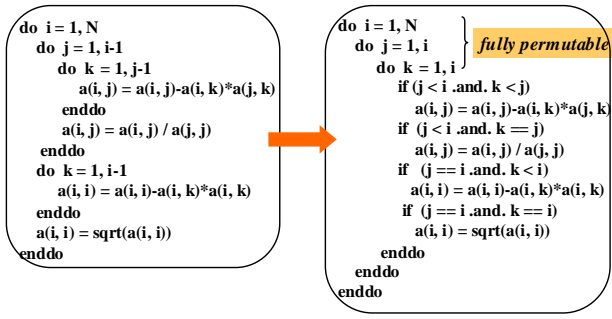 do i = 1, N
do j = 1, i-1
do k = 1, j-1
a(i, j) = a(i, j)-a(i, k)*a(j, k)
enddo
a(i, j) = a(i, j) / a(j, j)
enddo
do k = 1, i-1
a(i, i) = a(i, i)-a(i, k)*a(i, k)
enddo
a(i, i) = sqrt(a(i, i))
enddo
do i = 1, N
do j = 1, i
do k = 1, i
fully permutable
if (j < i .and. k < j)
a(i, j) = a(i, j)-a(i, k)*a(j, k)
if (j < i .and. k == j)
a(i, j) = a(i, j) / a(j, j)
if (j == i .and. k < i)
a(i, i) = a(i, i)-a(i, k)*a(i, k)
if (j == i .and. k == i)
a(i, i) = sqrt(a(i, i))
enddo
enddo
enddo